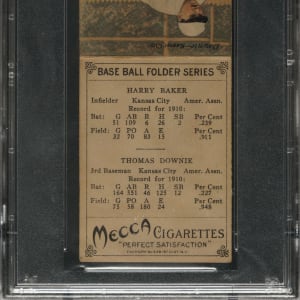 BASE BALL FOLDER SERIES
HARRY BAKER
Infielder Kansas City Amer. Assn.
Record for 1910:
Bat: G AB R H SB Per Cent
51 109 6 26 2 .239
Field: G PO A E Per Cent
22 70 83 15 .911
THOMAS DOWNIE
3rd Baseman Kansas City Amer. Assn.
Record for 1910:
Bat: G AB R H SB Per Cent
164 551 46 125 12 .227
Field: G PO A E Per Cent
75 58 180 24 .948
MECCA CIGARETTES
"PERFECT SATISFACTION"